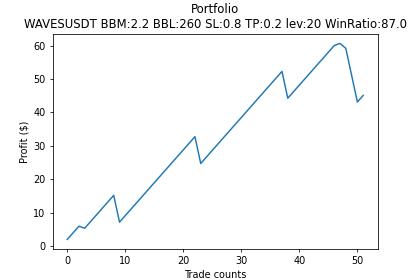 Portfolio
WAVESUSDT BBM:2.2 BBL:260 SL:0.8 TP:0.2 lev:20 WinRatio:87.0
60
50
40
30
20
10
0
Profit ($)
0 10 20 30 40 50
Trade counts